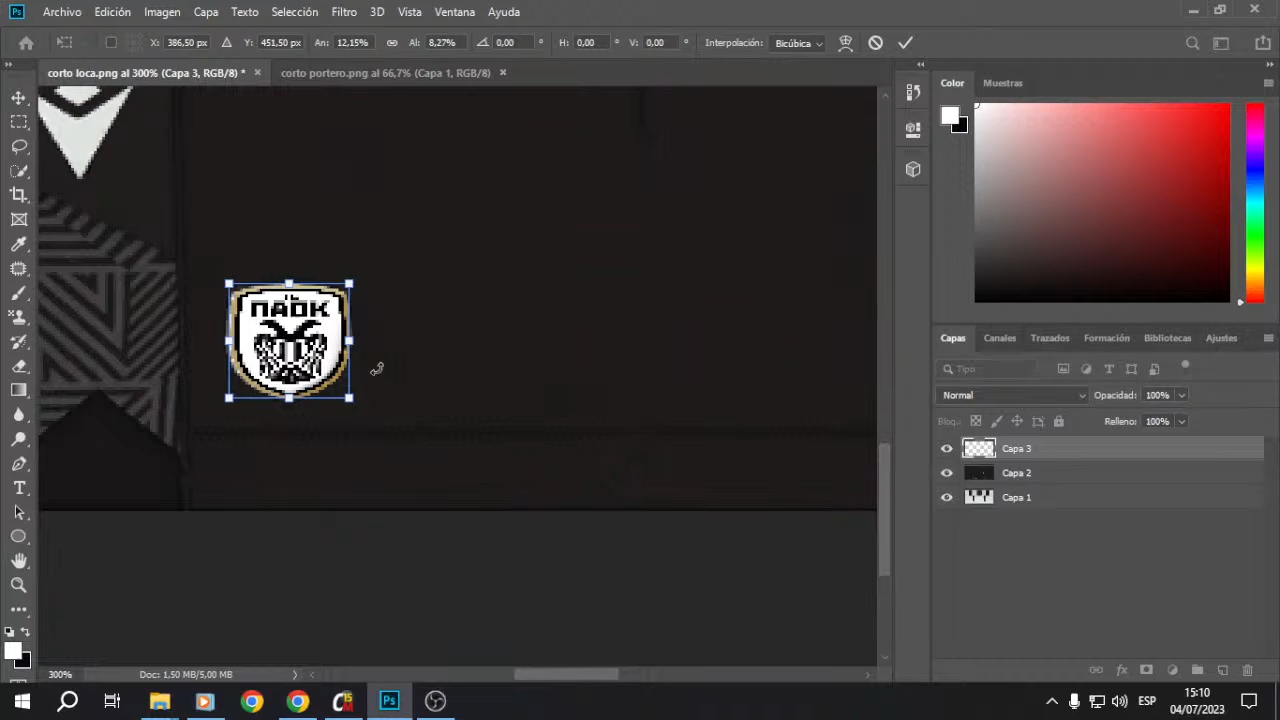 Ps Archivo Edición Imagen Capa Texto Selección Filtro 3D Vista Ventana Ayuda
X: 386,50 px Y: 451,50 px An: 12,15% Al: 8,27% 0,00 ° H: 0,00 ° V: 0,00 ° Interpolación: Bicúbica
corto loca.png al 300% (Capa 3, RGB/8) * × corto portero.png al 66,7% (Capa 1, RGB/8) ×
Color Muestras
ΠΑΟΚ
Capas Canales Trazados Formación Bibliotecas Ajustes
Tipo
Normal Opacidad: 100%
Bloq.: Relleno: 100%
Capa 3
Capa 2
Capa 1
300% Doc: 1,50 MB/5,00 MB
Ps ESP 15:10
04/07/2023